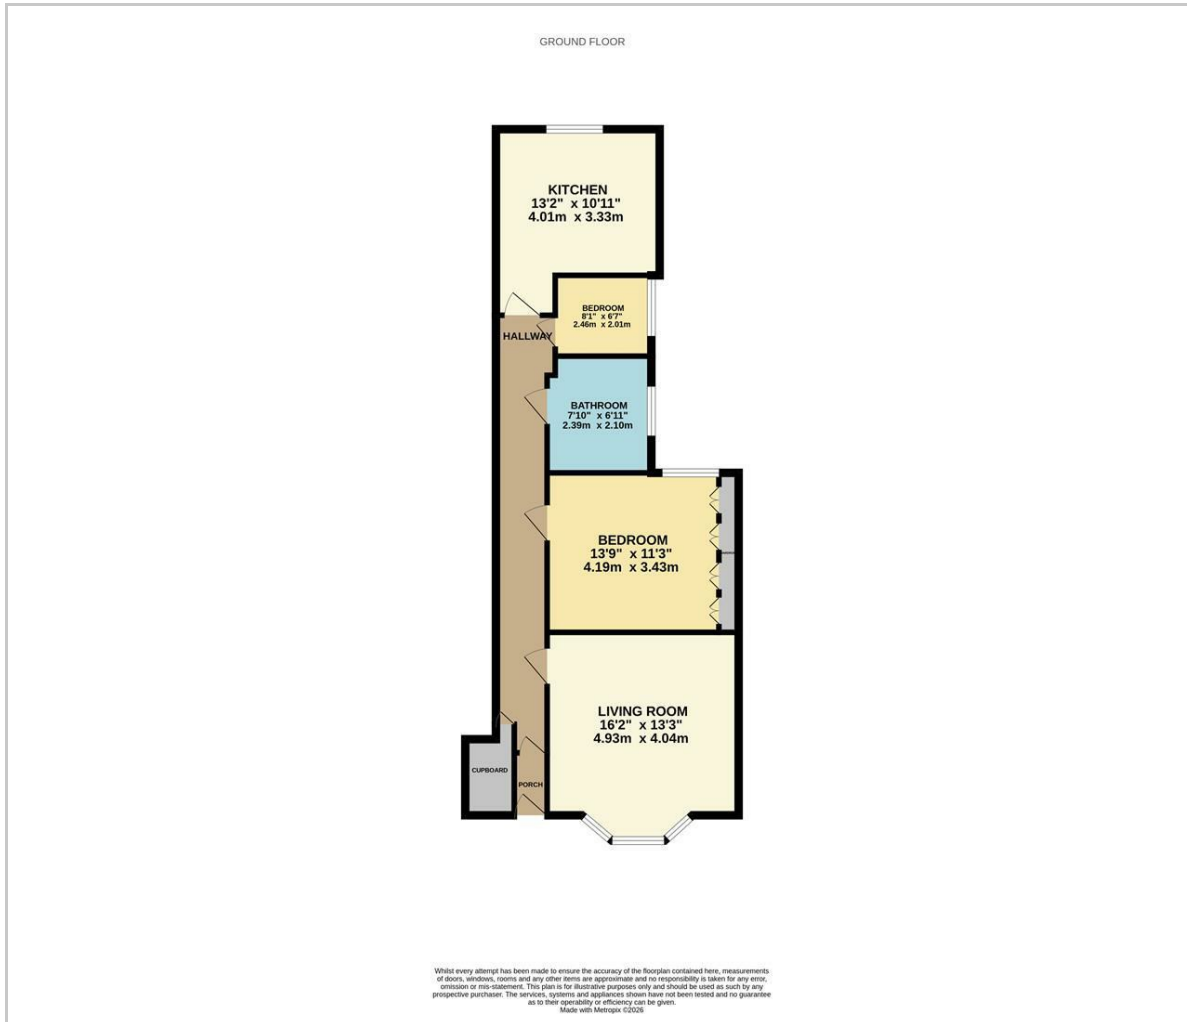 GROUND FLOOR
KITCHEN
13'2" x 10'11"
4.01m x 3.33m
BEDROOM
8'1" x 6'7"
2.46m x 2.01m
HALLWAY
BATHROOM
7'10" x 6'11"
2.39m x 2.10m
BEDROOM
13'9" x 11'3"
4.19m x 3.43m
LIVING ROOM
16'2" x 13'3"
4.93m x 4.04m
CUPBOARD
PORCH
Whilst every attempt has been made to ensure the accuracy of the floorplan contained here, measurements
of doors, windows, rooms and any other items are approximate and no responsibility is taken for any error,
omission or mis-statement. This plan is for illustrative purposes only and should be used as such by any
prospective purchaser. The services, systems and appliances shown have not been tested and no guarantee
as to their operability or efficiency can be given.
Made with Metropix ©2026